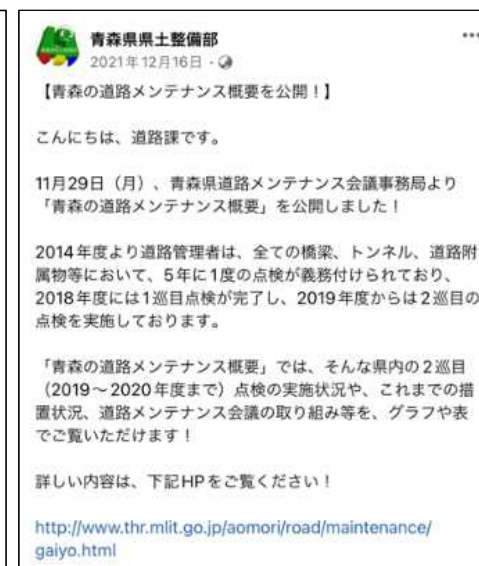 青森県県土整備部
2021年12月16日
【青森の道路メンテナンス概要を公開！】
こんにちは、道路課です。
11月29日（月）、青森県道路メンテナンス会議事務局より
「青森の道路メンテナンス概要」を公開しました！
2014年度より道路管理者は、全ての橋梁、トンネル、道路附
属物等において、5年に1度の点検が義務付けられており、
2018年度には1巡目点検が完了し、2019年度からは2巡目の
点検を実施しております。
「青森の道路メンテナンス概要」では、そんな県内の2巡目
（2019～2020年度まで）点検の実施状況や、これまでの措
置状況、道路メンテナンス会議の取り組み等を、グラフや表
でご覧いただけます！
詳しい内容は、下記HPをご覧ください！
http://www.thr.mlit.go.jp/aomori/road/maintenance/
gaiyo.html